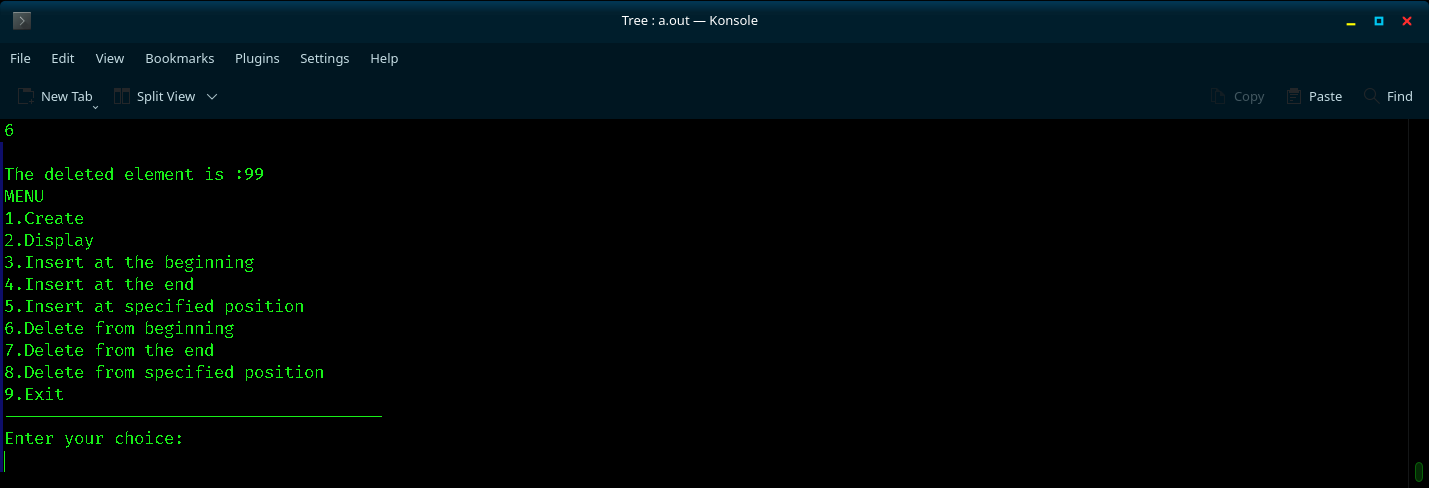 Tree : a.out — Konsole
File Edit View Bookmarks Plugins Settings Help
New Tab Split View Copy Paste Find
6
The deleted element is :99
MENU
1.Create
2.Display
3.Insert at the beginning
4.Insert at the end
5.Insert at specified position
6.Delete from beginning
7.Delete from the end
8.Delete from specified position
9.Exit
Enter your choice: